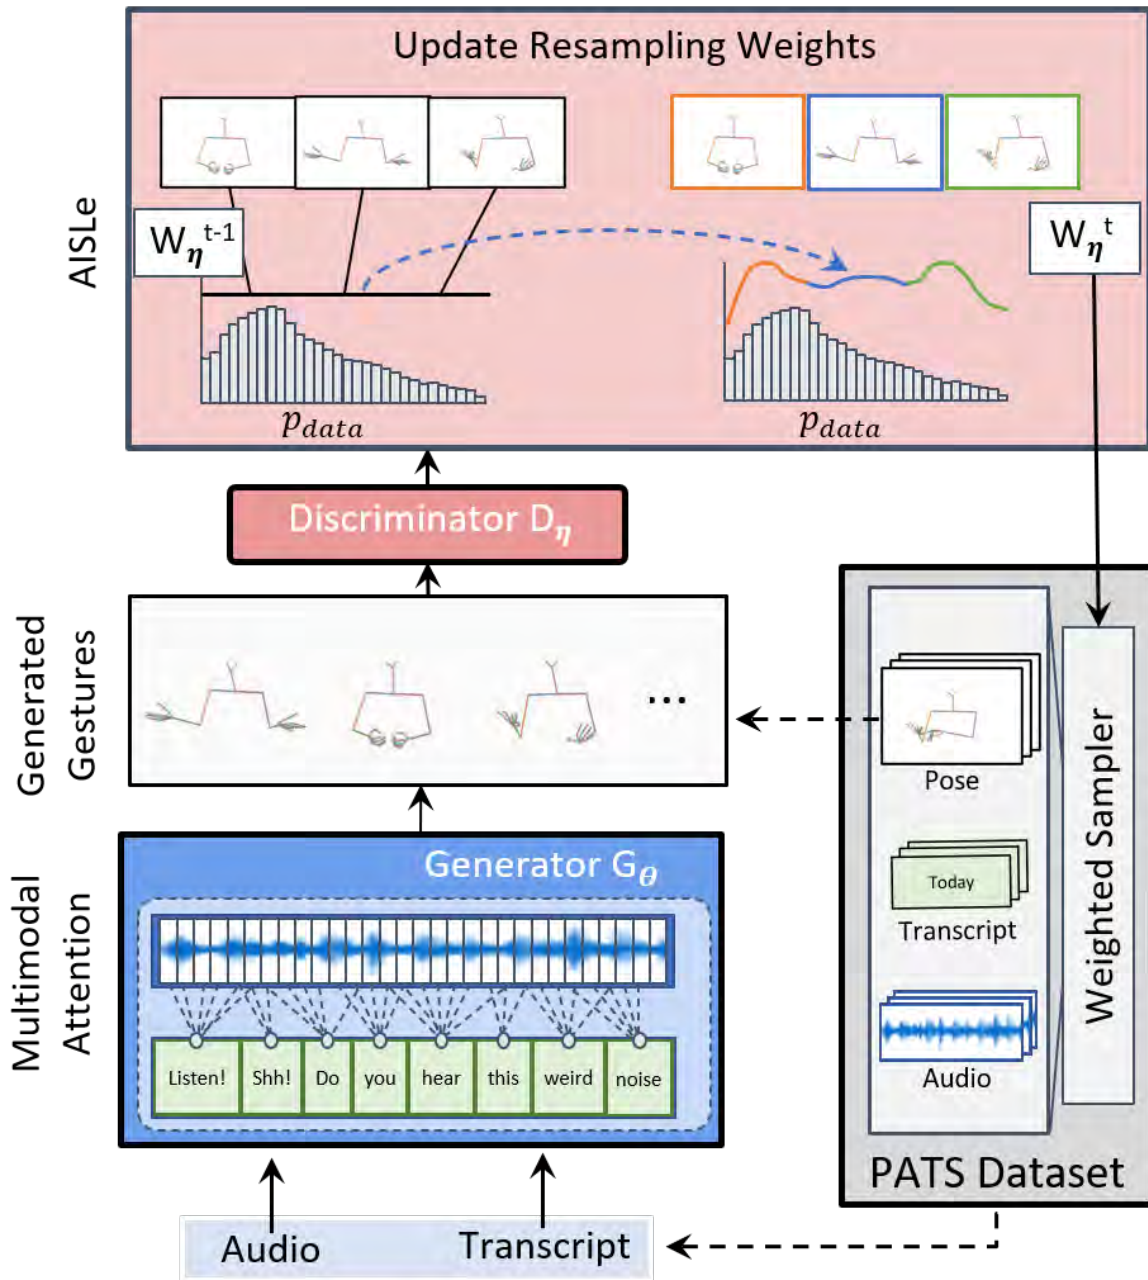 Update Resampling Weights
AISLe
W_η^t-1
W_η^t
p_data
p_data
Discriminator D_η
Generated
Gestures
...
Multimodal
Attention
Generator G_θ
Listen! Shh! Do you hear this weird noise
Audio
Transcript
Pose
Today
Transcript
Audio
Weighted Sampler
PATS Dataset